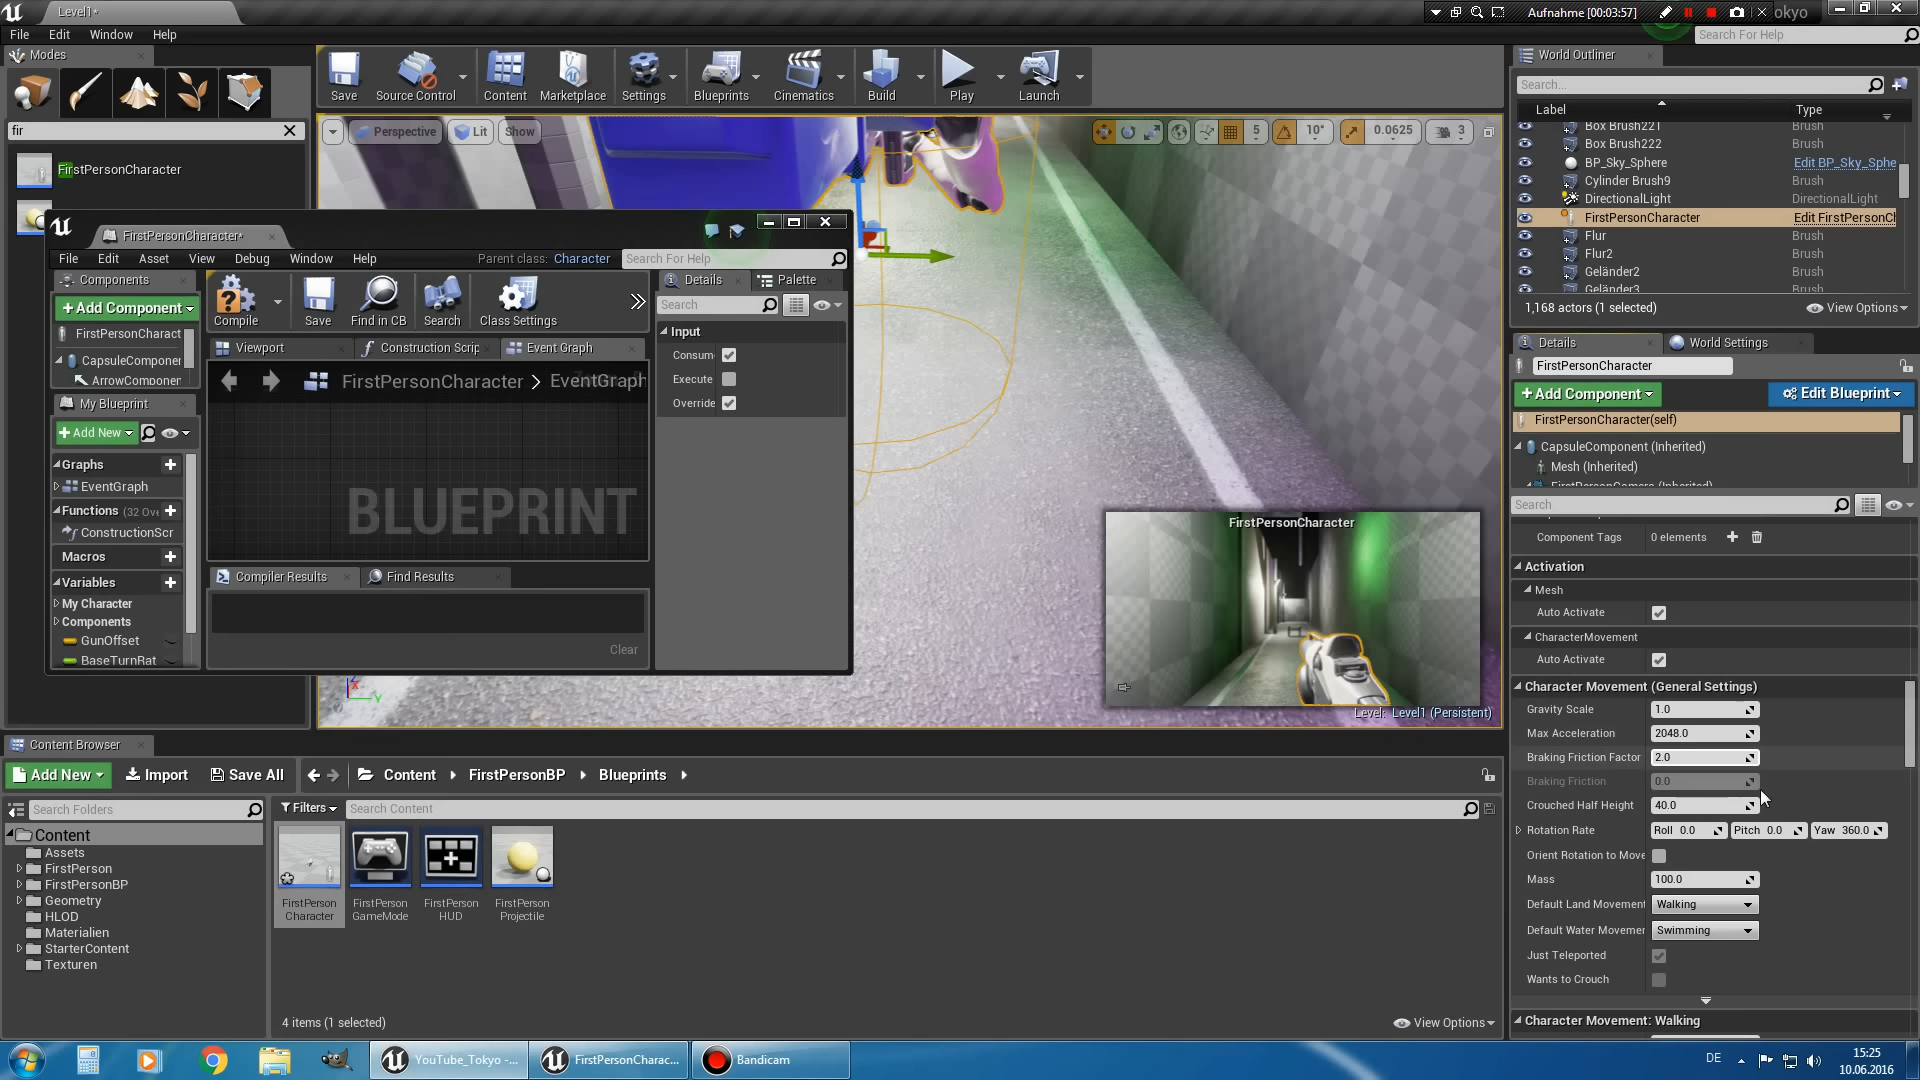 Level1*
Aufnahme [00:03:57]
okyo
File Edit Window Help
Search For Help
Modes
Save
Source Control
Content
Marketplace
Settings
Blueprints
Cinematics
Build
Play
Launch
World Outliner
Search...
Label
Type
fir
FirstPersonCharacter
Perspective
Lit
Show
5
10°
0.0625
3
Box Brush221 Brush
Box Brush222 Brush
BP_Sky_Sphere Edit BP_Sky_Sphe
Cylinder Brush9 Brush
DirectionalLight DirectionalLight
FirstPersonCharacter Edit FirstPersonCh
Flur Brush
Flur2 Brush
Geländer2 Brush
Geländer3 Brush
1,168 actors (1 selected)
View Options
FirstPersonCharacter*
File Edit Asset View Debug Window Help
Parent class: Character
Search For Help
Components
+Add Component
FirstPersonCharact
CapsuleComponer
ArrowComponen
Compile
Save
Find in CB
Search
Class Settings
Details
Palette
Search
Input
Consum
Execute
Override
Viewport
Construction Scrip
Event Graph
FirstPersonCharacter > EventGraph
BLUEPRINT
My Blueprint
+Add New
Graphs
EventGraph
Functions (32 Ove
ConstructionScr
Macros
Variables
My Character
Components
GunOffset
BaseTurnRat
Compiler Results
Find Results
Clear
FirstPersonCharacter
Level: Level1 (Persistent)
Details
World Settings
FirstPersonCharacter
+Add Component
Edit Blueprint
FirstPersonCharacter(self)
CapsuleComponent (Inherited)
Mesh (Inherited)
FirstPersonCamera (Inherited)
Search
Component Tags 0 elements
Activation
Mesh
Auto Activate
CharacterMovement
Auto Activate
Character Movement (General Settings)
Gravity Scale 1.0
Max Acceleration 2048.0
Braking Friction Factor 2.0
Braking Friction 0.0
Crouched Half Height 40.0
Rotation Rate Roll 0.0 Pitch 0.0 Yaw 360.0
Orient Rotation to Move
Mass 100.0
Default Land Movement Walking
Default Water Movemer Swimming
Just Teleported
Wants to Crouch
Character Movement: Walking
Content Browser
Add New
Import
Save All
Content
FirstPersonBP
Blueprints
Search Folders
Filters
Search Content
Content
Assets
FirstPerson
FirstPersonBP
Geometry
HLOD
Materialien
StarterContent
Texturen
FirstPerson
Character
FirstPerson
GameMode
FirstPerson
HUD
FirstPerson
Projectile
4 items (1 selected)
View Options
YouTube_Tokyo -...
FirstPersonCharac...
Bandicam
DE
15:25
10.06.2016